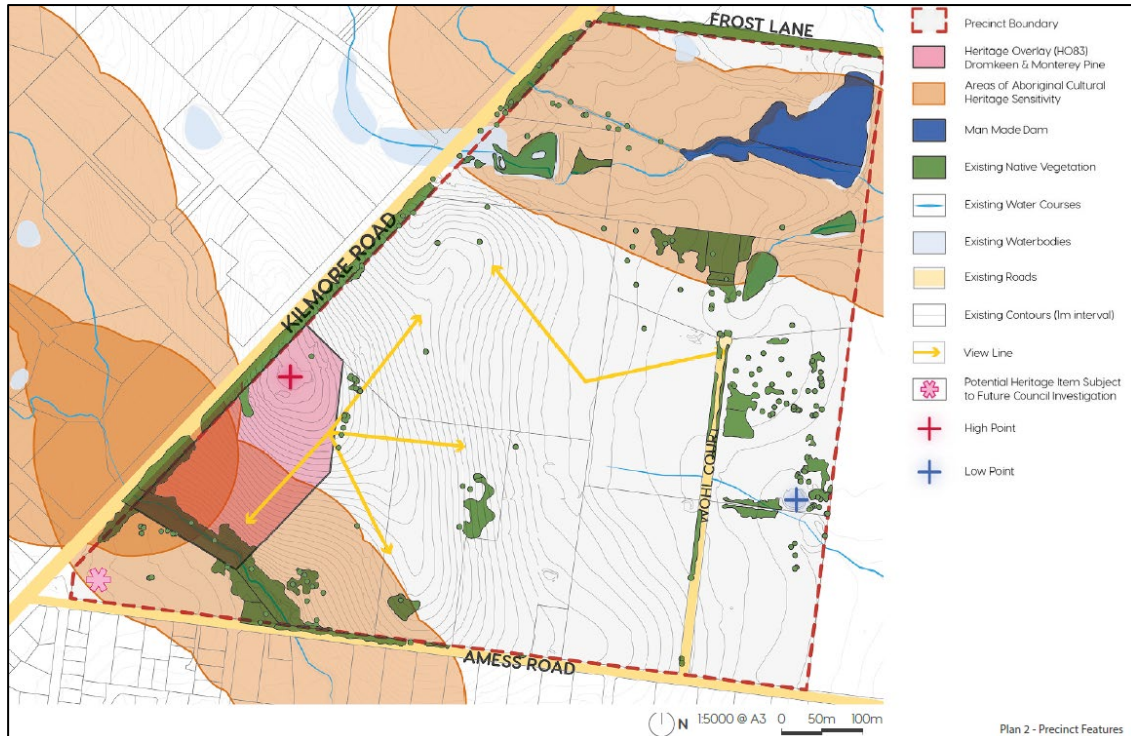 FROST LANE
KILMORE ROAD
WOHL COURT
AMESS ROAD
Precinct Boundary
Heritage Overlay (HO83)
Dromkeen & Monterey Pine
Areas of Aboriginal Cultural
Heritage Sensitivity
Man Made Dam
Existing Native Vegetation
Existing Water Courses
Existing Waterbodies
Existing Roads
Existing Contours (1m interval)
View Line
Potential Heritage Item Subject
to Future Council Investigation
High Point
Low Point
N 1:5000 @ A3 0 50m 100m
Plan 2 - Precinct Features